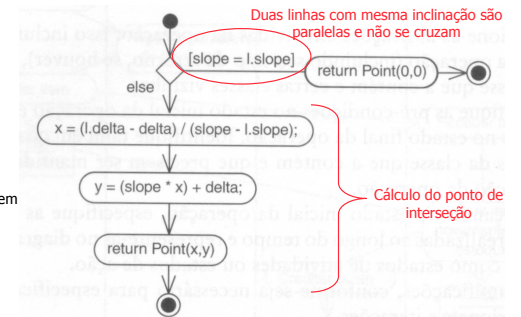 Duas linhas com mesma inclinação são
paralelas e não se cruzam
[slope = l.slope]
return Point(0,0)
else
x = (l.delta - delta) / (slope - l.slope);
em
y = (slope * x) + delta;
Cálculo do ponto de
interseção
return Point(x,y)